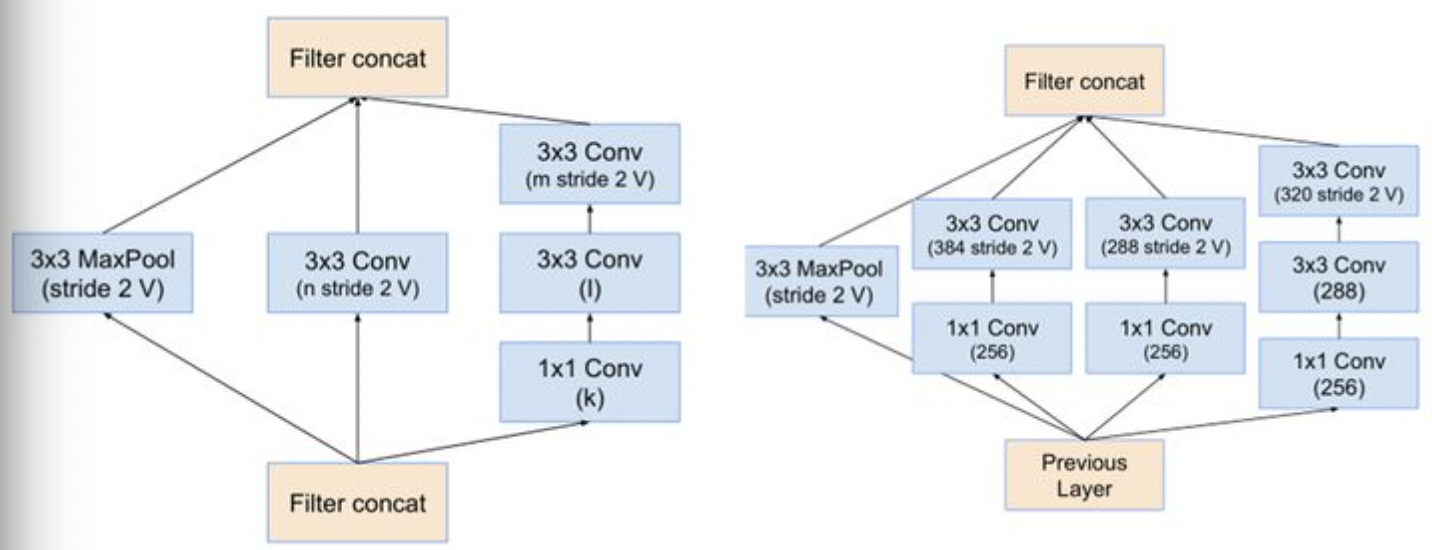 Filter concat
3x3 Conv
(m stride 2 V)
3x3 MaxPool
(stride 2 V)
3x3 Conv
(n stride 2 V)
3x3 Conv
(l)
1x1 Conv
(k)
Filter concat
Filter concat
3x3 Conv
(320 stride 2 V)
3x3 MaxPool
(stride 2 V)
3x3 Conv
(384 stride 2 V)
3x3 Conv
(288 stride 2 V)
3x3 Conv
(288)
1x1 Conv
(256)
1x1 Conv
(256)
1x1 Conv
(256)
Previous
Layer